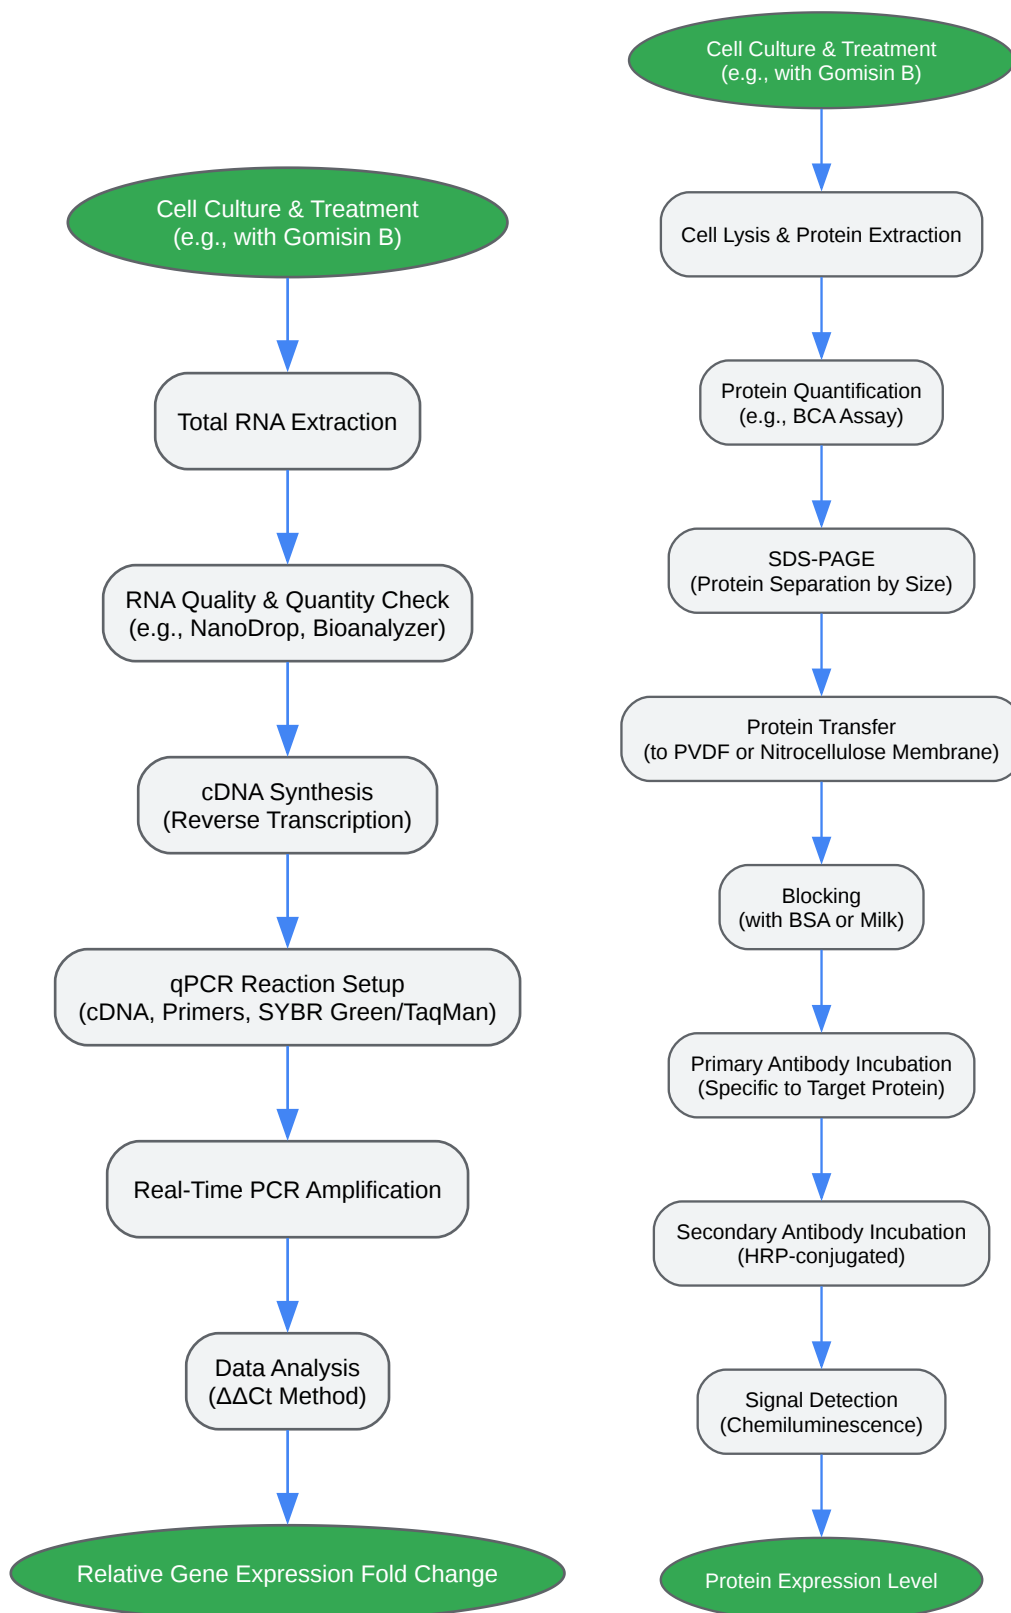 Cell Culture & Treatment
(e.g., with Gomisin B)
Total RNA Extraction
RNA Quality & Quantity Check
(e.g., NanoDrop, Bioanalyzer)
cDNA Synthesis
(Reverse Transcription)
qPCR Reaction Setup
(cDNA, Primers, SYBR Green/TaqMan)
Real-Time PCR Amplification
Data Analysis
(ΔΔCt Method)
Relative Gene Expression Fold Change
Cell Culture & Treatment
(e.g., with Gomisin B)
Cell Lysis & Protein Extraction
Protein Quantification
(e.g., BCA Assay)
SDS-PAGE
(Protein Separation by Size)
Protein Transfer
(to PVDF or Nitrocellulose Membrane)
Blocking
(with BSA or Milk)
Primary Antibody Incubation
(Specific to Target Protein)
Secondary Antibody Incubation
(HRP-conjugated)
Signal Detection
(Chemiluminescence)
Protein Expression Level